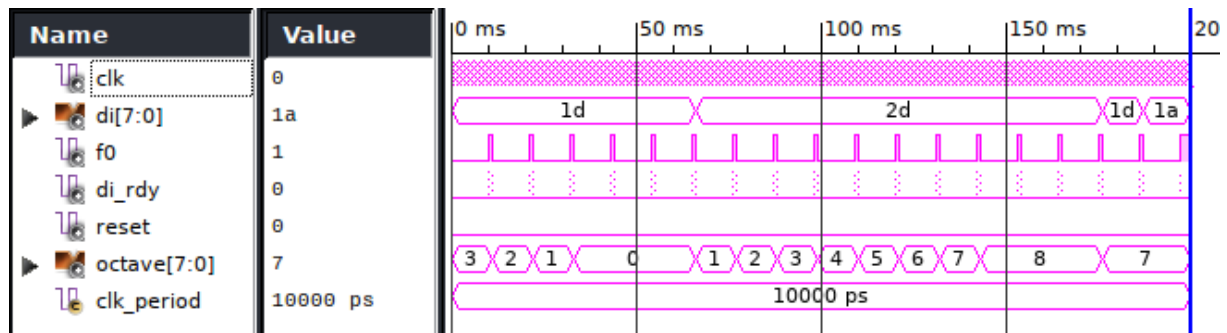 Name Value 0 ms 50 ms 100 ms 150 ms 20
clk 0
di[7:0] 1a 1d 2d 1d 1a
f0 1
di_rdy 0
reset 0
octave[7:0] 7 3 2 1 0 1 2 3 4 5 6 7 8 7
clk_period 10000 ps 10000 ps